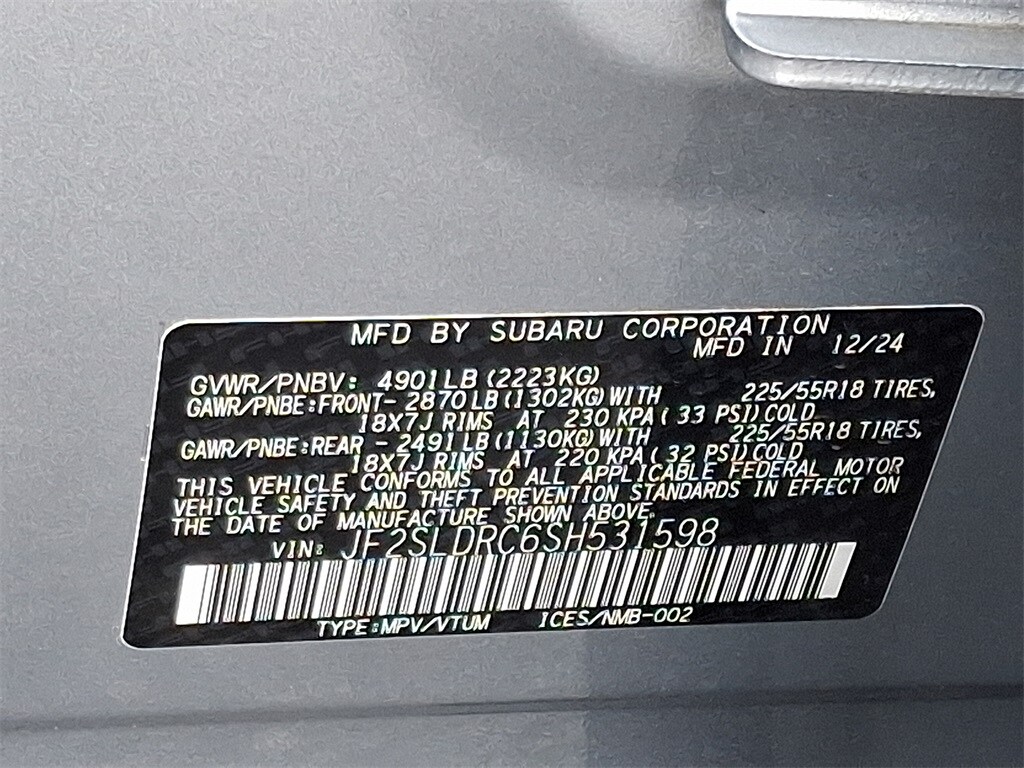 MFD BY SUBARU CORPORATION
MFD IN 12/24
GVWR/PNBV: 4901LB (2223KG)
GAWR/PNBE:FRONT- 2870LB (1302KG) WITH 225/55R18 TIRES,
18X7J RIMS AT 230 KPA ( 33 PSI) COLD
GAWR/PNBE:REAR - 2491LB (1130KG) WITH 225/55R18 TIRES,
18X7J RIMS AT 220 KPA ( 32 PSI) COLD
THIS VEHICLE CONFORMS TO ALL APPLICABLE FEDERAL MOTOR
VEHICLE SAFETY AND THEFT PREVENTION STANDARDS IN EFFECT ON
THE DATE OF MANUFACTURE SHOWN ABOVE.
VIN: JF2SLDRC6SH531598
TYPE:MPV/VTUM ICES/NMB-002